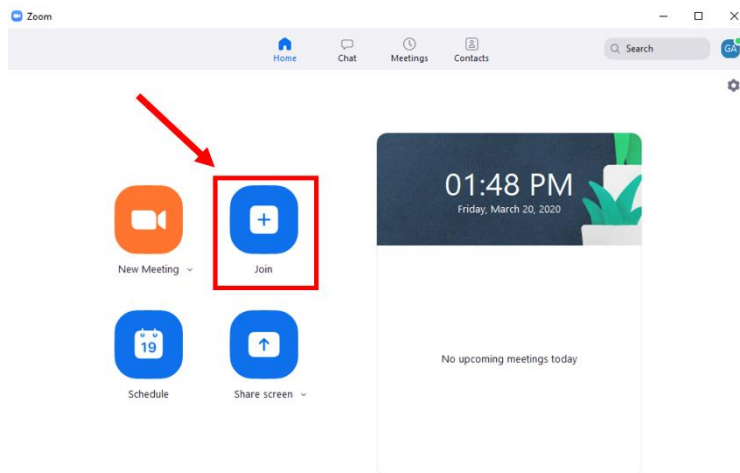 Zoom
Home
Chat
Meetings
Contacts
Search
GA
01:48 PM
Friday, March 20, 2020
New Meeting
Join
19
Schedule
Share screen
No upcoming meetings today